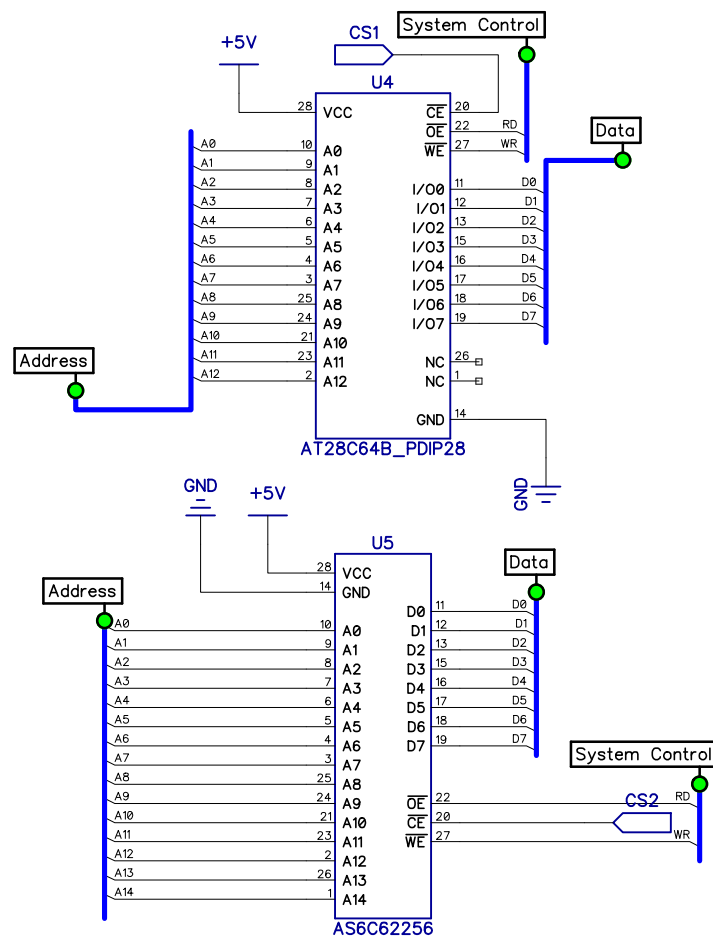 System Control
CS1
+5V
U4
28 VCC CE 20
OE 22 RD
Data
A0 10 A0 WE 27 WR
A1 9 A1
A2 8 A2 I/O0 11 D0
A3 7 A3 I/O1 12 D1
A4 6 A4 I/O2 13 D2
A5 5 A5 I/O3 15 D3
A6 4 A6 I/O4 16 D4
A7 3 A7 I/O5 17 D5
A8 25 A8 I/O6 18 D6
A9 24 A9 I/O7 19 D7
A10 21 A10
Address
A11 23 A11 NC 26
A12 2 A12 NC 1
GND 14
AT28C64B_PDIP28
GND
GND
+5V
U5
Data
28 VCC
Address
14 GND
D0 11 D0
A0 10 A0 D1 12 D1
A1 9 A1 D2 13 D2
A2 8 A2 D3 15 D3
A3 7 A3 D4 16 D4
A4 6 A4 D5 17 D5
A5 5 A5 D6 18 D6
A6 4 A6 D7 19 D7
A7 3 A7
System Control
A8 25 A8
A9 24 A9 OE 22 RD
CS2
A10 21 A10 CE 20
A11 23 A11 WE 27 WR
A12 2 A12
A13 26 A13
A14 1 A14
AS6C62256